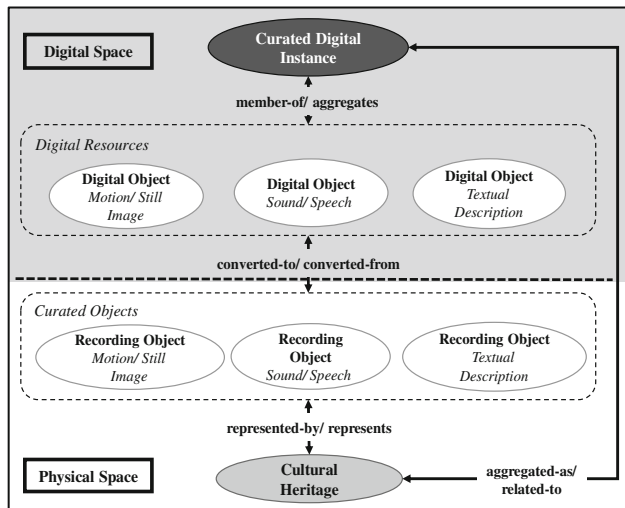 Curated Digital
Instance
Digital Space
member-of/ aggregates
Digital Resources
Digital Object
Motion/ Still
Image
Digital Object
Sound/ Speech
Digital Object
Textual
Description
converted-to/ converted-from
Curated Objects
Recording Object
Motion/ Still
Image
Recording
Object
Sound/ Speech
Recording Object
Textual
Description
represented-by/ represents
Physical Space
Cultural
Heritage
aggregated-as/
related-to